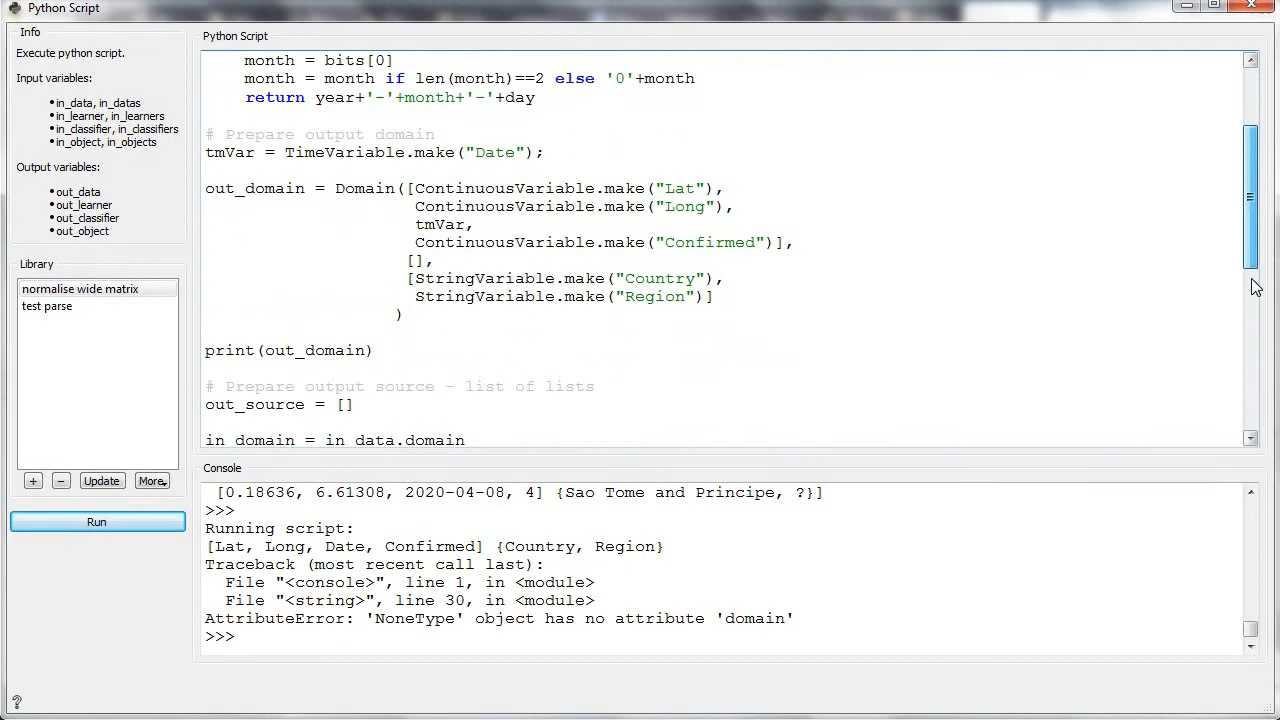 Python Script
Info
Execute python script.
Input variables:
• in_data, in_datas
• in_learner, in_learners
• in_classifier, in_classifiers
• in_object, in_objects
Output variables:
• out_data
• out_learner
• out_classifier
• out_object
Library
normalise wide matrix
test parse
+
−
Update
More
Run
?
Python Script
month = bits[0]
month = month if len(month)==2 else '0'+month
return year+'-'+month+'-'+day
# Prepare output domain
tmVar = TimeVariable.make("Date");
out_domain = Domain([ContinuousVariable.make("Lat"),
ContinuousVariable.make("Long"),
tmVar,
ContinuousVariable.make("Confirmed")],
[],
[StringVariable.make("Country"),
StringVariable.make("Region")]
)
print(out_domain)
# Prepare output source - list of lists
out_source = []
in_domain = in_data.domain
Console
[0.18636, 6.61308, 2020-04-08, 4] {Sao Tome and Principe, ?}]
>>>
Running script:
[Lat, Long, Date, Confirmed] {Country, Region}
Traceback (most recent call last):
File "<console>", line 1, in <module>
File "<string>", line 30, in <module>
AttributeError: 'NoneType' object has no attribute 'domain'
>>>